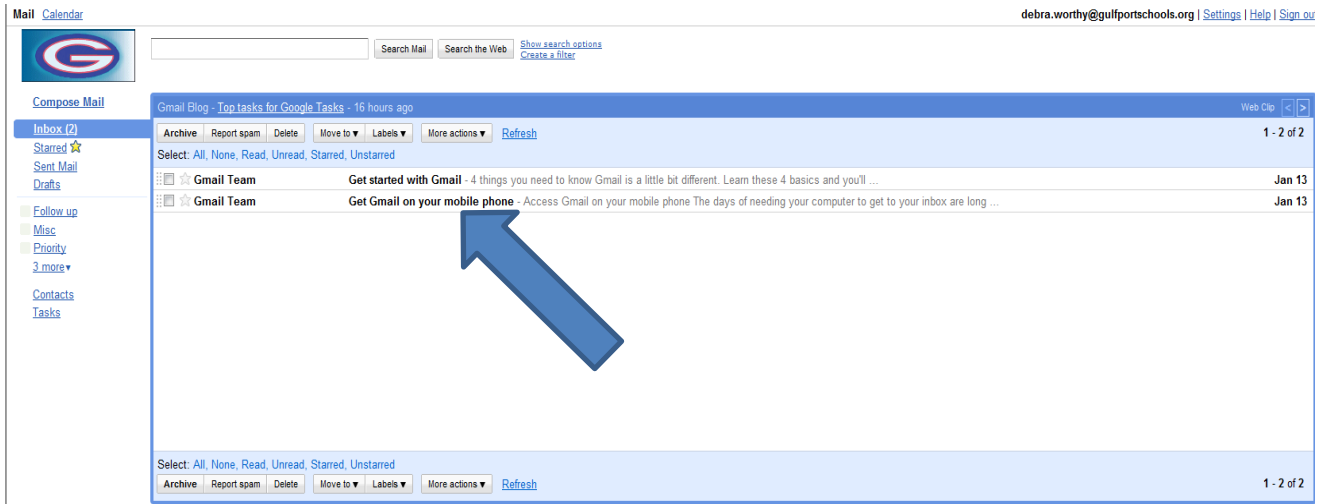 Mail Calendar debra.worthy@gulfportschools.org | Settings | Help | Sign ou
G
Search Mail Search the Web Show search options
Create a filter
Compose Mail
Inbox (2)
Starred
Sent Mail
Drafts
Follow up
Misc
Priority
3 more▾
Contacts
Tasks
Gmail Blog - Top tasks for Google Tasks - 16 hours ago Web Clip < >
Archive Report spam Delete Move to ▾ Labels ▾ More actions ▾ Refresh 1 - 2 of 2
Select: All, None, Read, Unread, Starred, Unstarred
Gmail Team Get started with Gmail - 4 things you need to know Gmail is a little bit different. Learn these 4 basics and you'll ... Jan 13
Gmail Team Get Gmail on your mobile phone - Access Gmail on your mobile phone The days of needing your computer to get to your inbox are long ... Jan 13
Select: All, None, Read, Unread, Starred, Unstarred
Archive Report spam Delete Move to ▾ Labels ▾ More actions ▾ Refresh 1 - 2 of 2